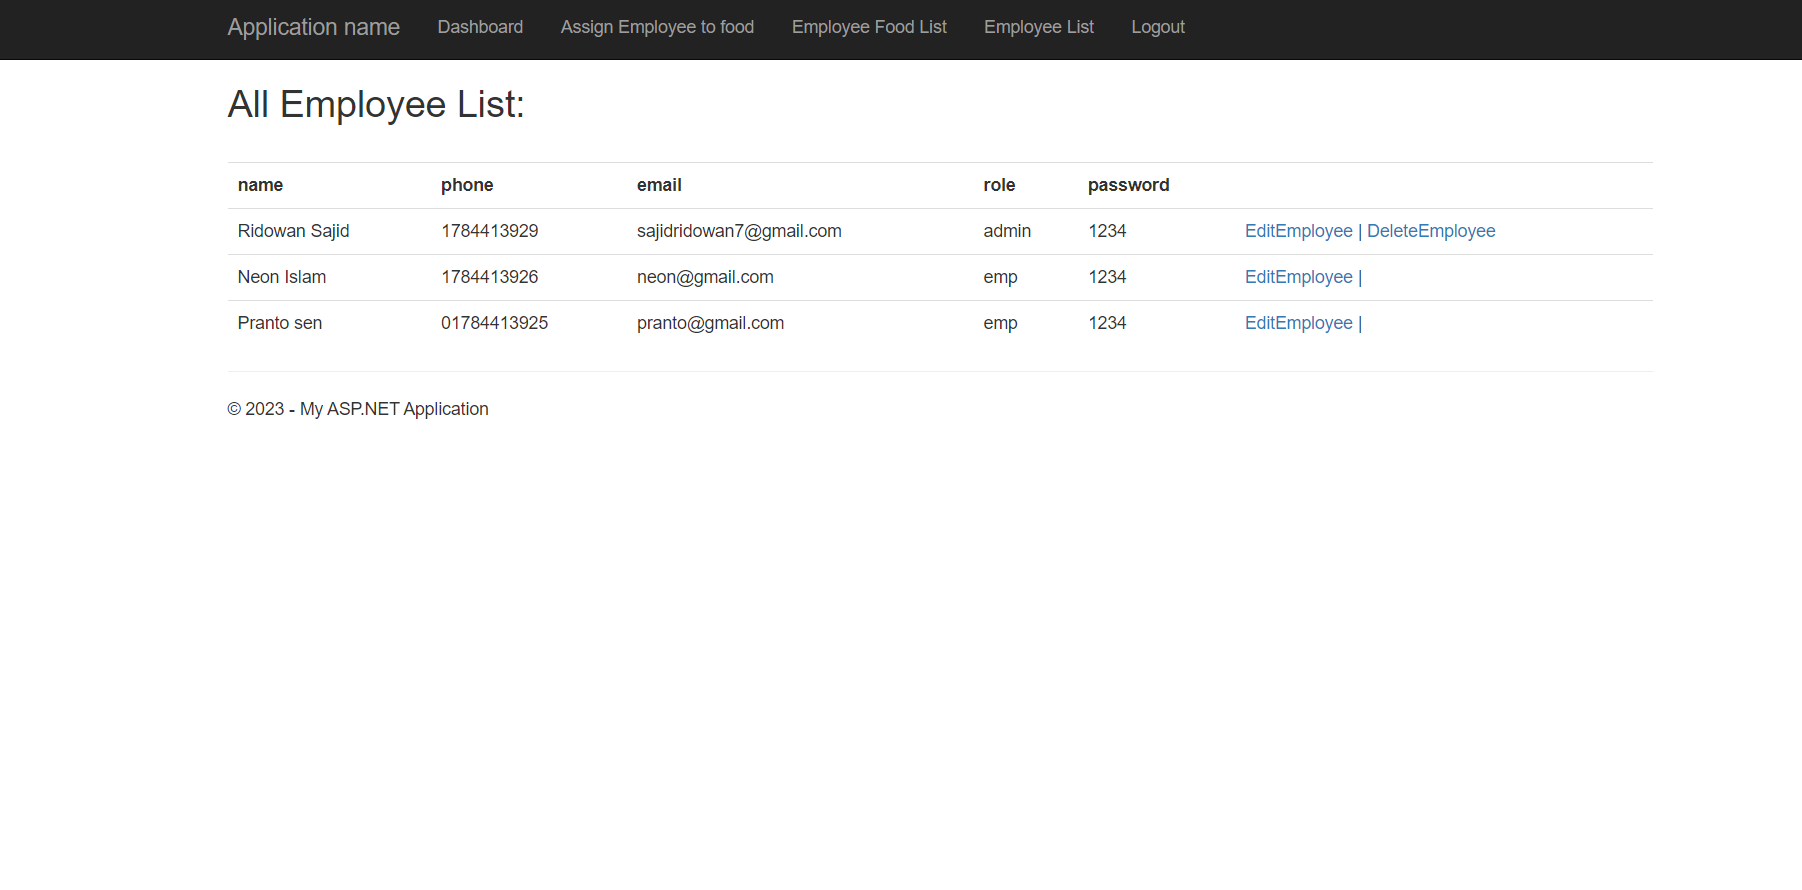 Application name Dashboard Assign Employee to food Employee Food List Employee List Logout
All Employee List:
name phone email role password
Ridowan Sajid 1784413929 sajidridowan7@gmail.com admin 1234 EditEmployee | DeleteEmployee
Neon Islam 1784413926 neon@gmail.com emp 1234 EditEmployee |
Pranto sen 01784413925 pranto@gmail.com emp 1234 EditEmployee |
© 2023 - My ASP.NET Application